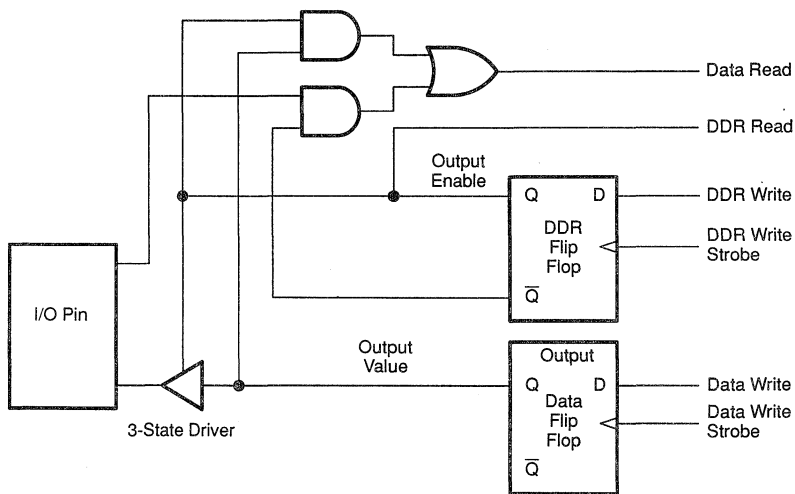 Data Read
DDR Read
Output
Enable
Q
D
DDR
Flip
Flop
Q̅
DDR Write
DDR Write
Strobe
I/O Pin
3-State Driver
Output
Value
Output
Q
D
Data
Flip
Flop
Q̅
Data Write
Data Write
Strobe